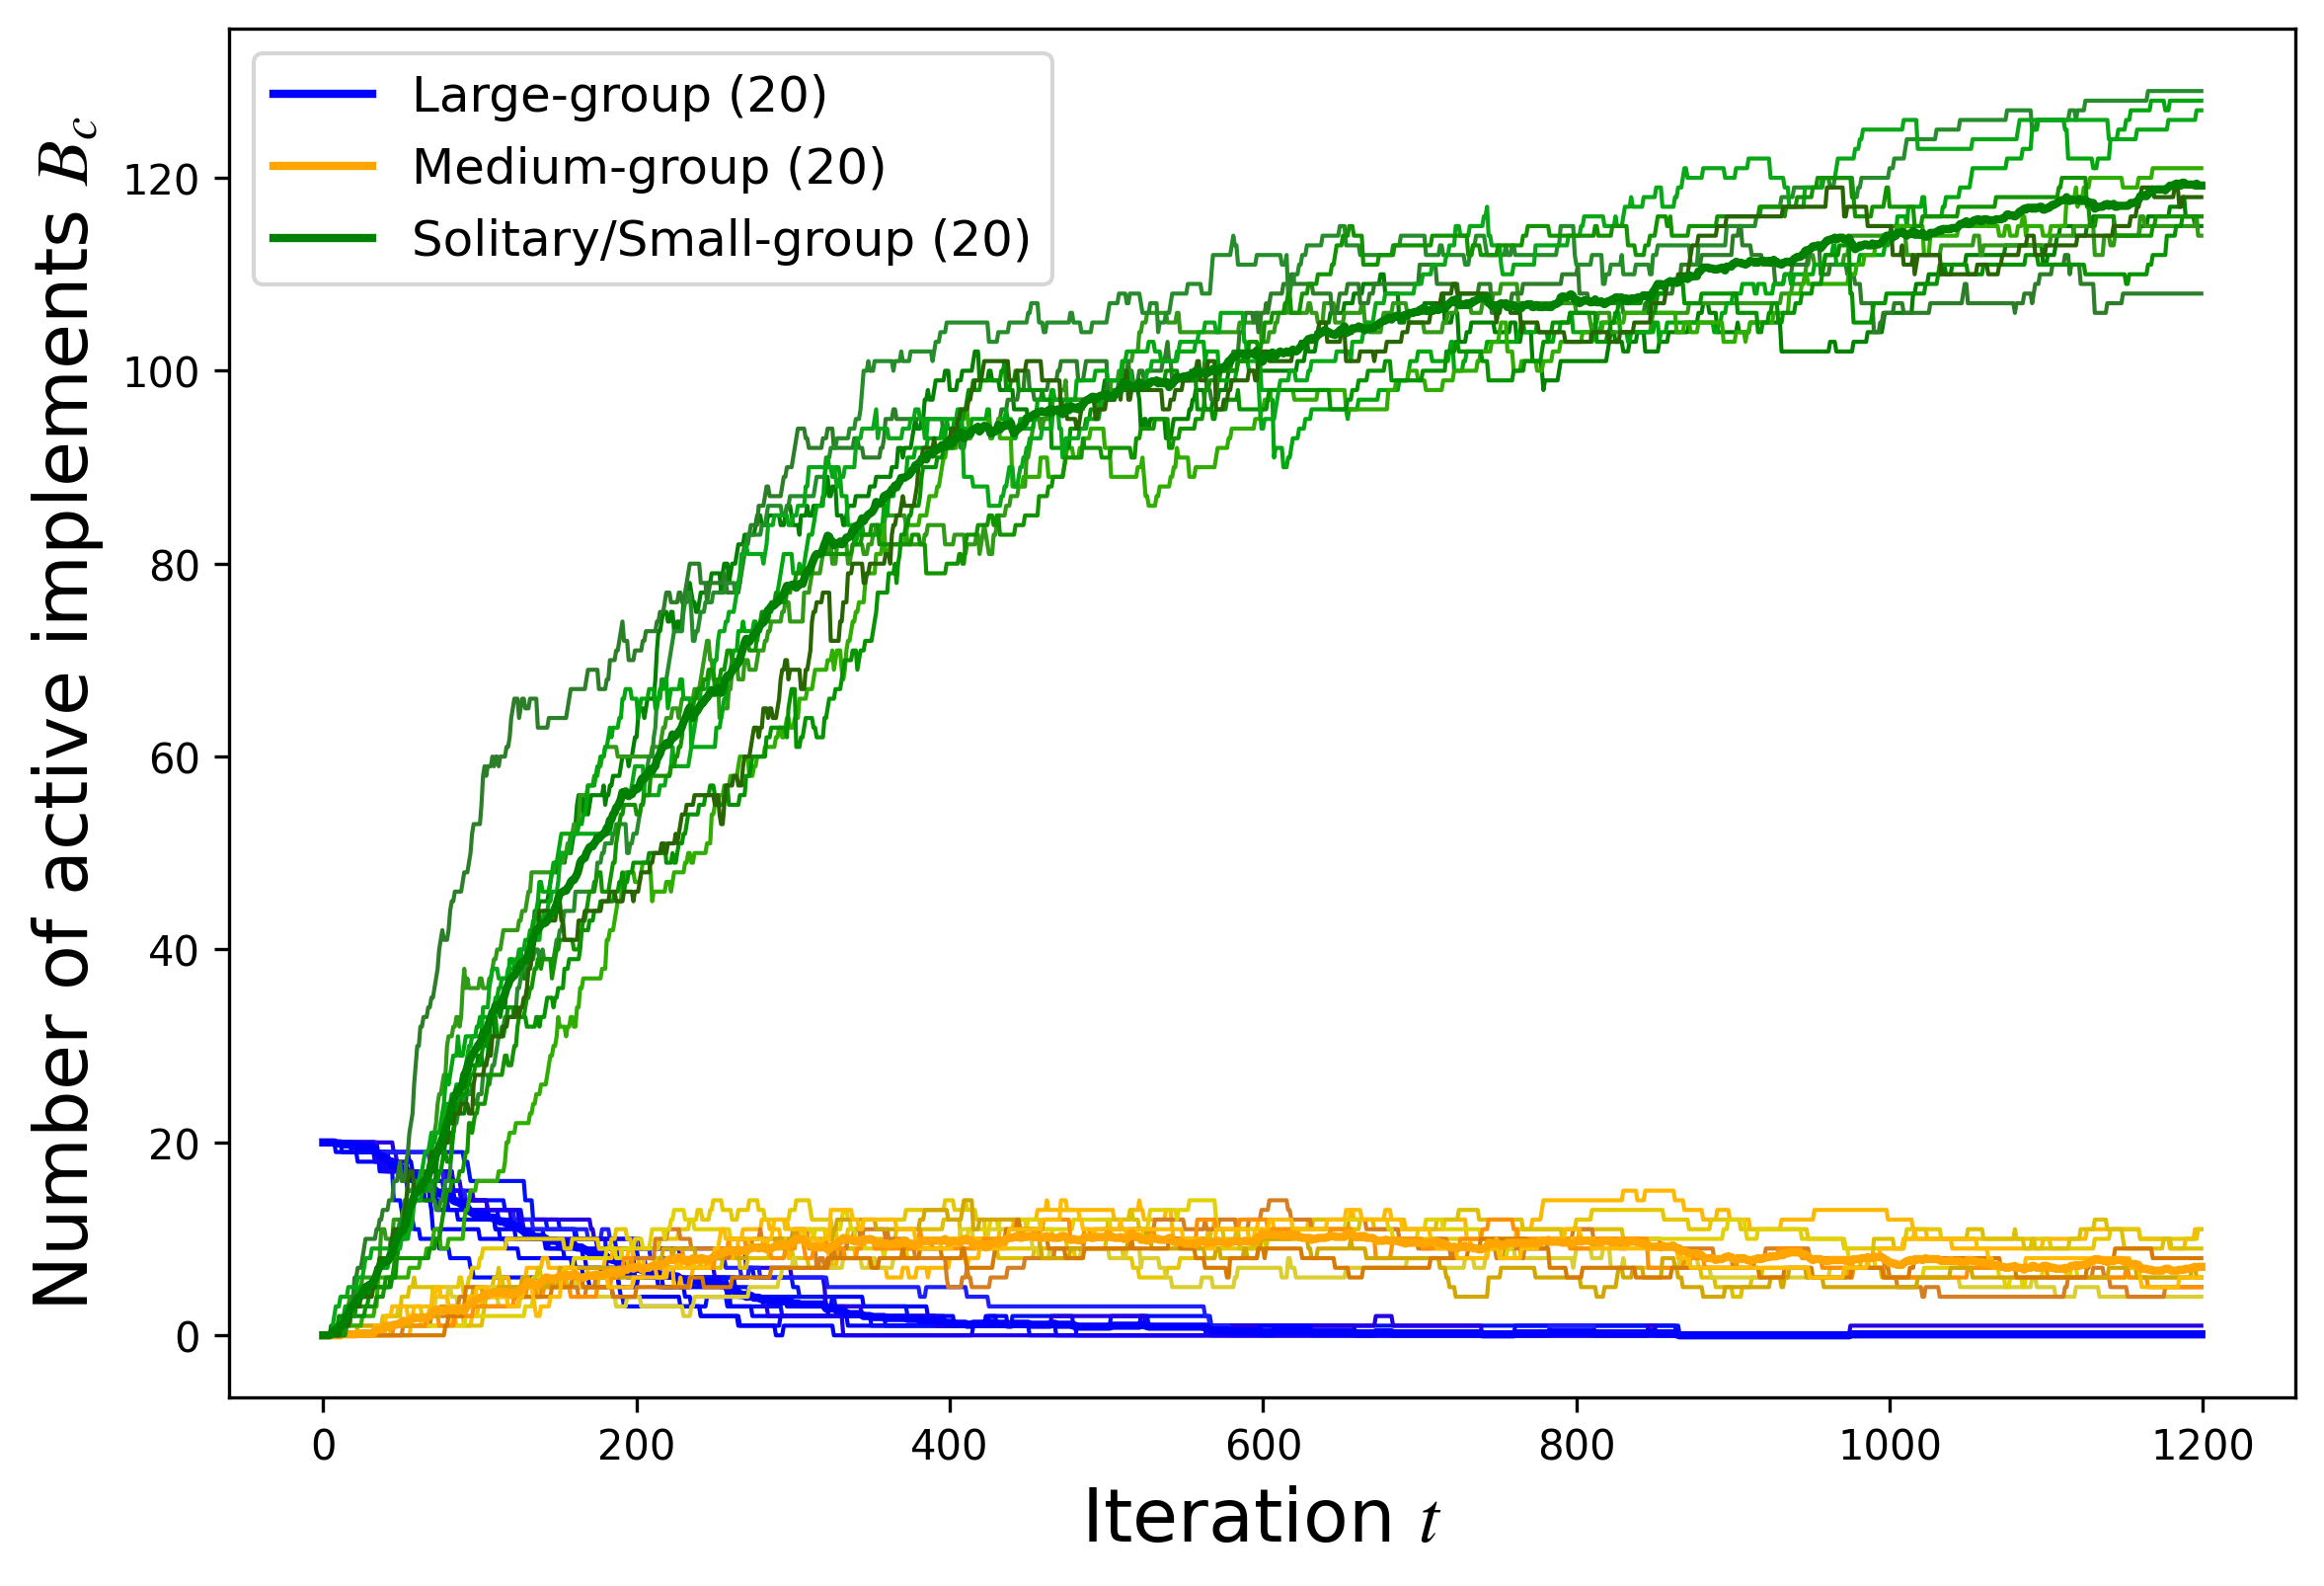 Large-group (20)
Medium-group (20)
Solitary/Small-group (20)
Number of active implements B_c
120
100
80
60
40
20
0
0 200 400 600 800 1000 1200
Iteration t